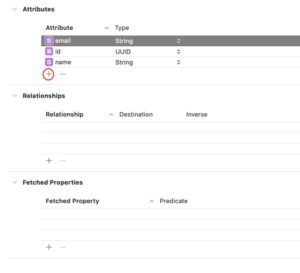 Attributes
Attribute Type
S email String
id UUID
S name String
Relationships
Relationship Destination Inverse
Fetched Properties
Fetched Property Predicate